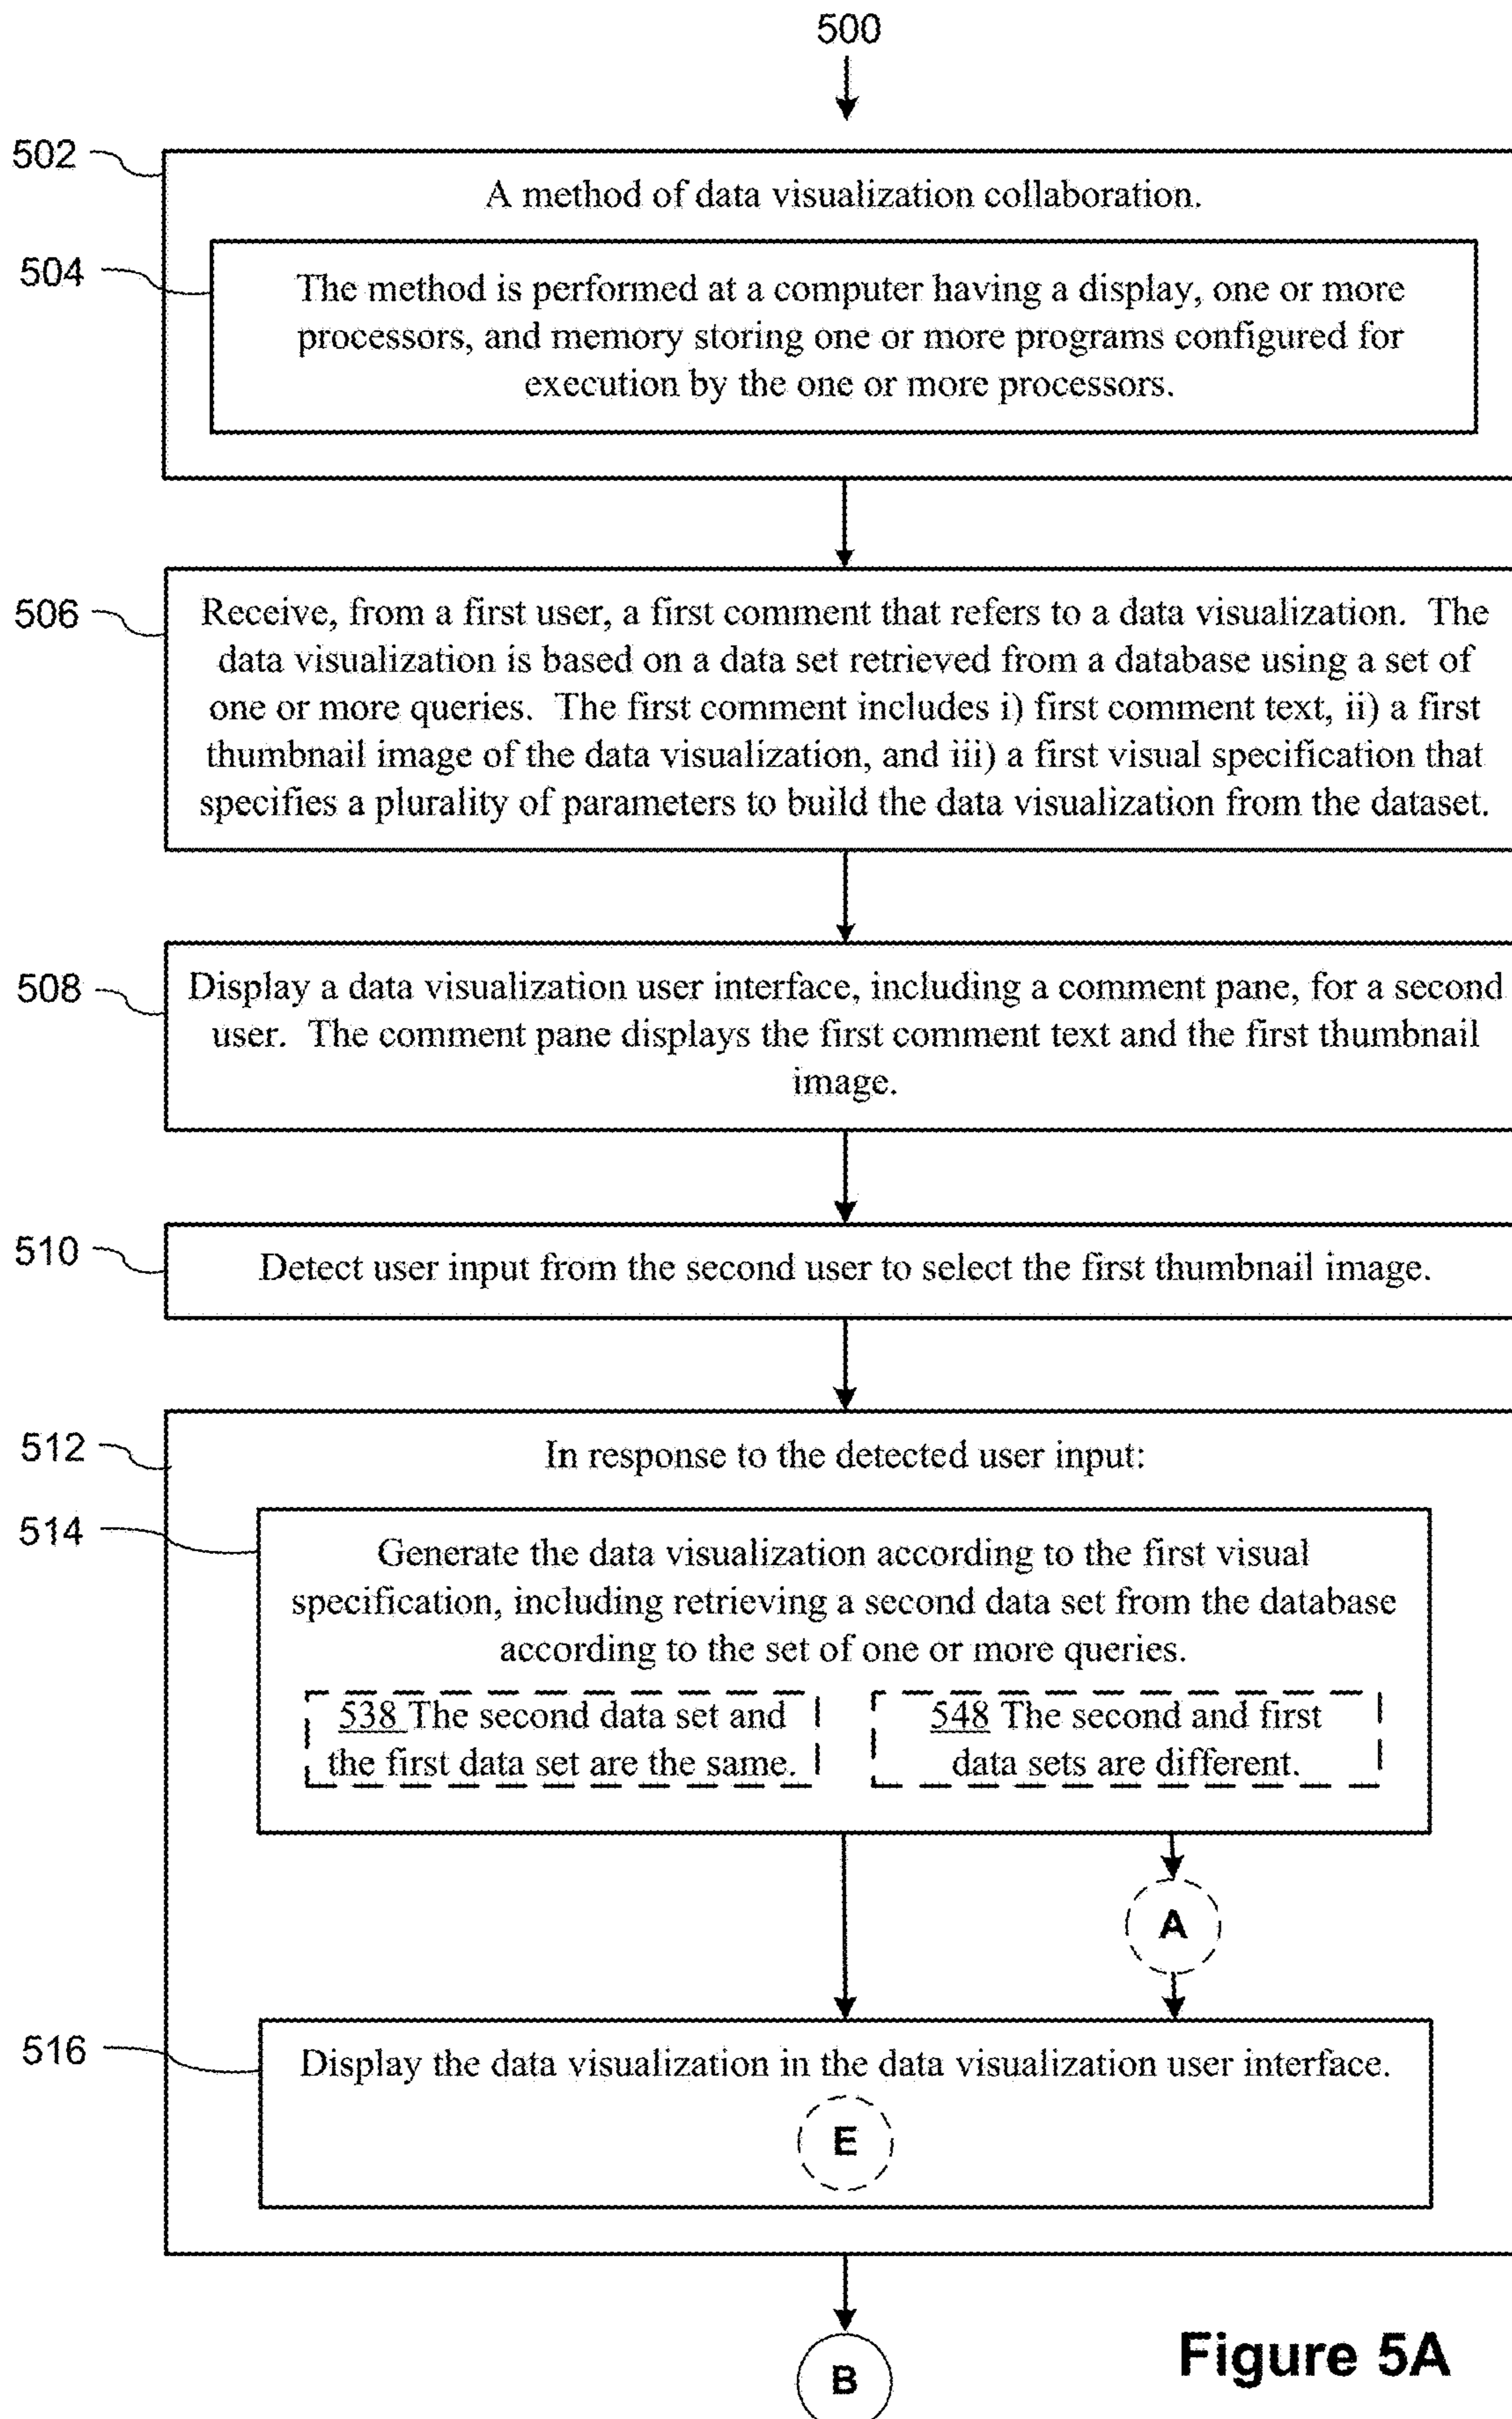 500
502
A method of data visualization collaboration.
504
The method is performed at a computer having a display, one or more
processors, and memory storing one or more programs configured for
execution by the one or more processors.
506
Receive, from a first user, a first comment that refers to a data visualization. The
data visualization is based on a data set retrieved from a database using a set of
one or more queries. The first comment includes i) first comment text, ii) a first
thumbnail image of the data visualization, and iii) a first visual specification that
specifies a plurality of parameters to build the data visualization from the dataset.
508
Display a data visualization user interface, including a comment pane, for a second
user. The comment pane displays the first comment text and the first thumbnail
image.
510
Detect user input from the second user to select the first thumbnail image.
512
In response to the detected user input:
514
Generate the data visualization according to the first visual
specification, including retrieving a second data set from the database
according to the set of one or more queries.
538 The second data set and
the first data set are the same.
548 The second and first
data sets are different.
A
516
Display the data visualization in the data visualization user interface.
E
B
Figure 5A